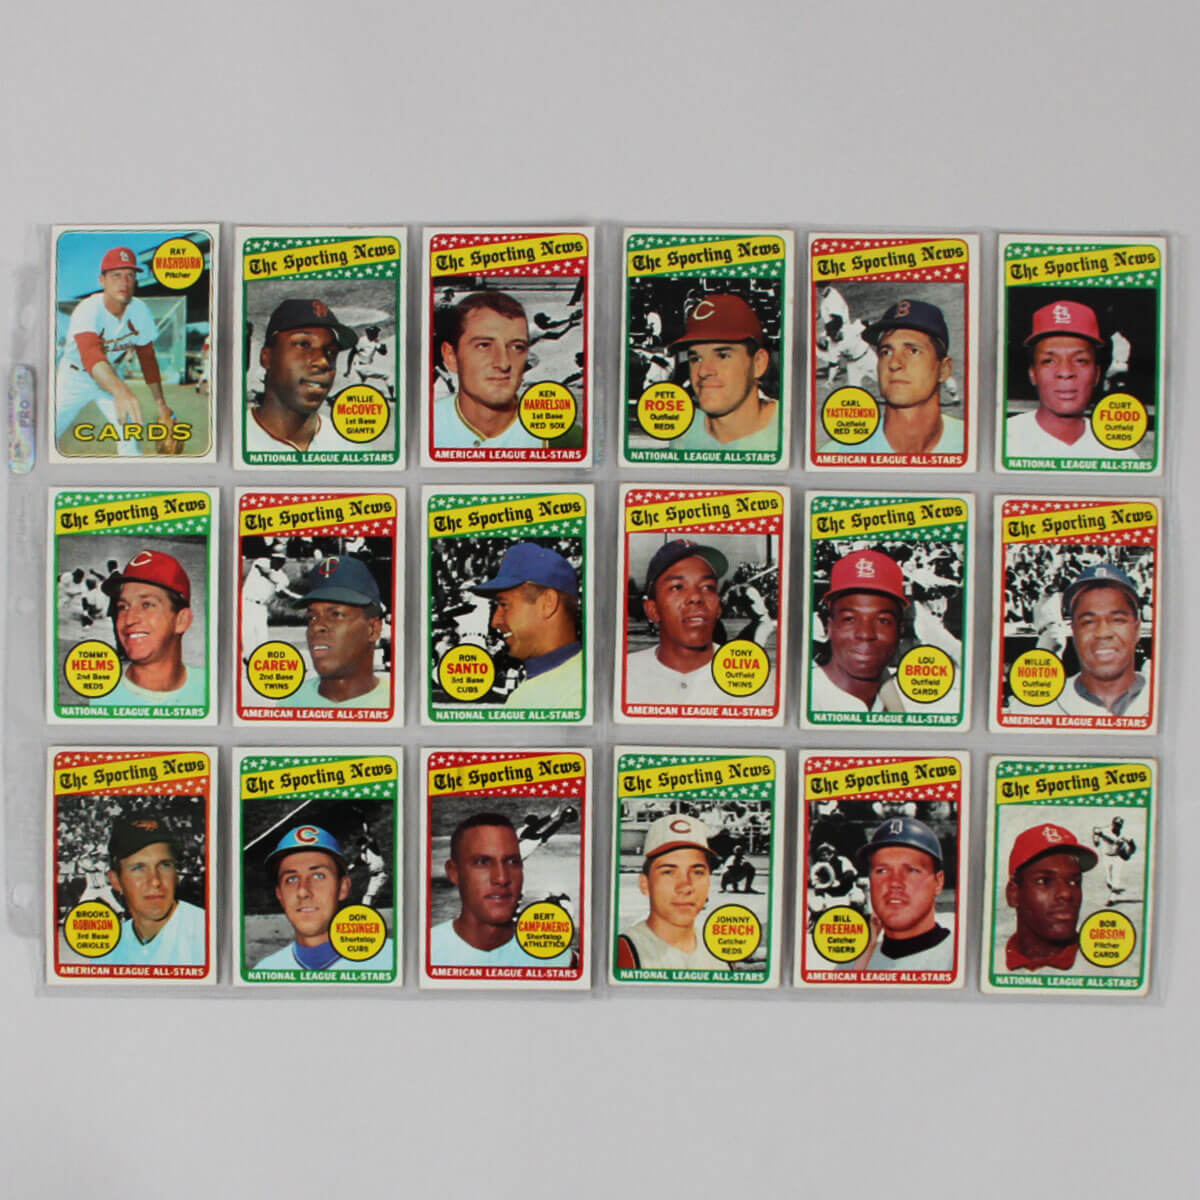 RAY
WASHBURN
Pitcher
CARDS
The Sporting News
WILLIE
McCOVEY
1st Base
GIANTS
NATIONAL LEAGUE ALL-STARS
The Sporting News
KEN
HARRELSON
1st Base
RED SOX
AMERICAN LEAGUE ALL-STARS
The Sporting News
PETE
ROSE
Outfield
REDS
NATIONAL LEAGUE ALL-STARS
The Sporting News
CARL
YASTRZEMSKI
Outfield
RED SOX
AMERICAN LEAGUE ALL-STARS
The Sporting News
CURT
FLOOD
Outfield
CARDS
NATIONAL LEAGUE ALL-STARS
The Sporting News
TOMMY
HELMS
2nd Base
REDS
NATIONAL LEAGUE ALL-STARS
The Sporting News
ROD
CAREW
2nd Base
TWINS
AMERICAN LEAGUE ALL-STARS
The Sporting News
RON
SANTO
3rd Base
CUBS
NATIONAL LEAGUE ALL-STARS
The Sporting News
TONY
OLIVA
Outfield
TWINS
AMERICAN LEAGUE ALL-STARS
The Sporting News
LOU
BROCK
Outfield
CARDS
NATIONAL LEAGUE ALL-STARS
The Sporting News
WILLIE
HORTON
Outfield
TIGERS
AMERICAN LEAGUE ALL-STARS
The Sporting News
BROOKS
ROBINSON
3rd Base
ORIOLES
AMERICAN LEAGUE ALL-STARS
The Sporting News
DON
KESSINGER
Shortstop
CUBS
NATIONAL LEAGUE ALL-STARS
The Sporting News
BERT
CAMPANERIS
Shortstop
ATHLETICS
AMERICAN LEAGUE ALL-STARS
The Sporting News
JOHNNY
BENCH
Catcher
REDS
NATIONAL LEAGUE ALL-STARS
The Sporting News
BILL
FREEHAN
Catcher
TIGERS
AMERICAN LEAGUE ALL-STARS
The Sporting News
BOB
GIBSON
Pitcher
CARDS
NATIONAL LEAGUE ALL-STARS